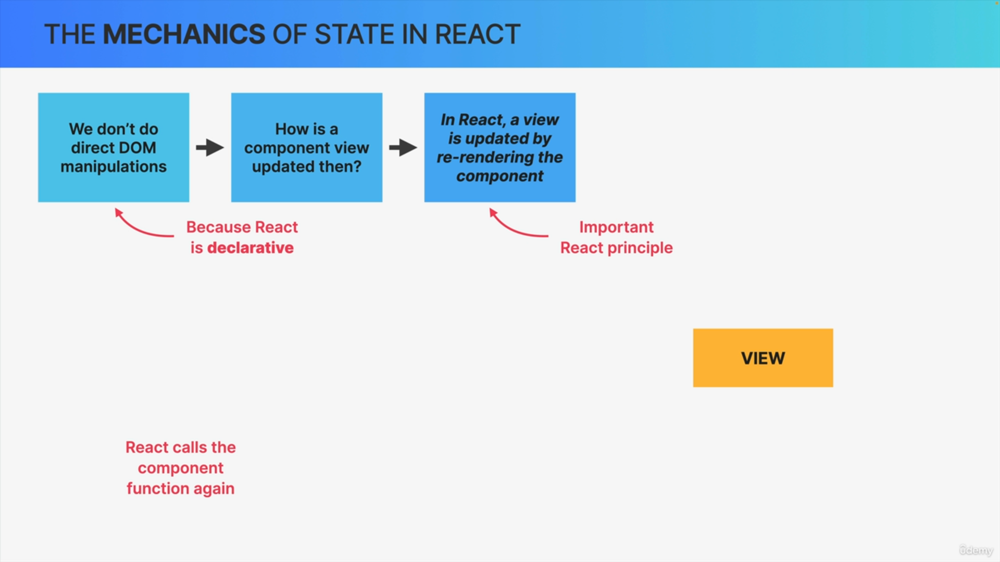 THE MECHANICS OF STATE IN REACT
We don’t do
direct DOM
manipulations
How is a
component view
updated then?
In React, a view
is updated by
re-rendering the
component
Because React
is declarative
Important
React principle
VIEW
React calls the
component
function again
ûdemy